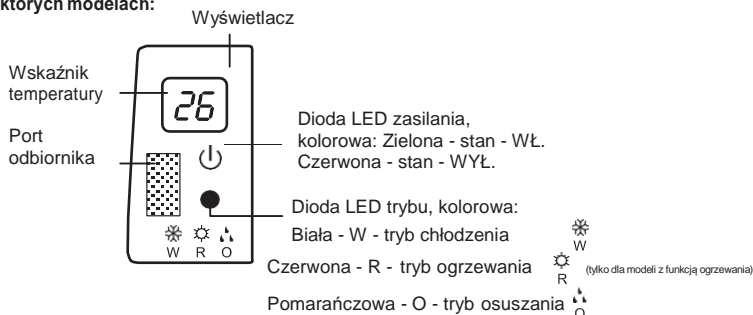 których modelach:
Wyświetlacz
Wskaźnik
temperatury
26
Port
odbiornika
Dioda LED zasilania,
kolorowa: Zielona - stan - WŁ.
Czerwona - stan - WYŁ.
Dioda LED trybu, kolorowa:
Biała - W - tryb chłodzenia
W
Czerwona - R - tryb ogrzewania
R
(tylko dla modeli z funkcją ogrzewania)
Pomarańczowa - O - tryb osuszania
O
W R O